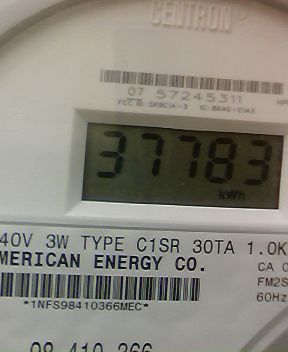 CENTRON
07 57245311
37783
kWh
40V 3W TYPE C1SR 30TA 1.0K
MERICAN ENERGY CO.
CA 0
FM2S
60Hz
*1NFS98410366MEC*
98 410 366